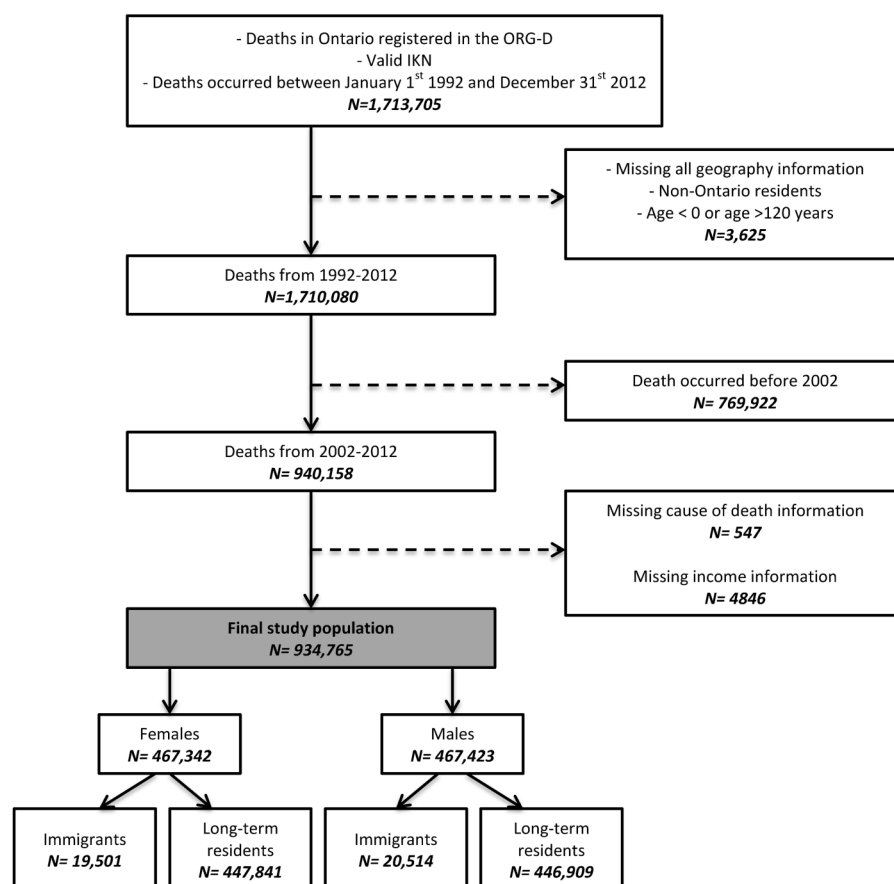 - Deaths in Ontario registered in the ORG-D
- Valid IKN
- Deaths occurred between January 1st 1992 and December 31st 2012
N=1,713,705
- Missing all geography information
- Non-Ontario residents
- Age < 0 or age >120 years
N=3,625
Deaths from 1992-2012
N=1,710,080
Death occurred before 2002
N= 769,922
Deaths from 2002-2012
N= 940,158
Missing cause of death information
N= 547
Missing income information
N= 4846
Final study population
N= 934,765
Females
N= 467,342
Males
N= 467,423
Immigrants
N= 19,501
Long-term
residents
N= 447,841
Immigrants
N= 20,514
Long-term
residents
N= 446,909